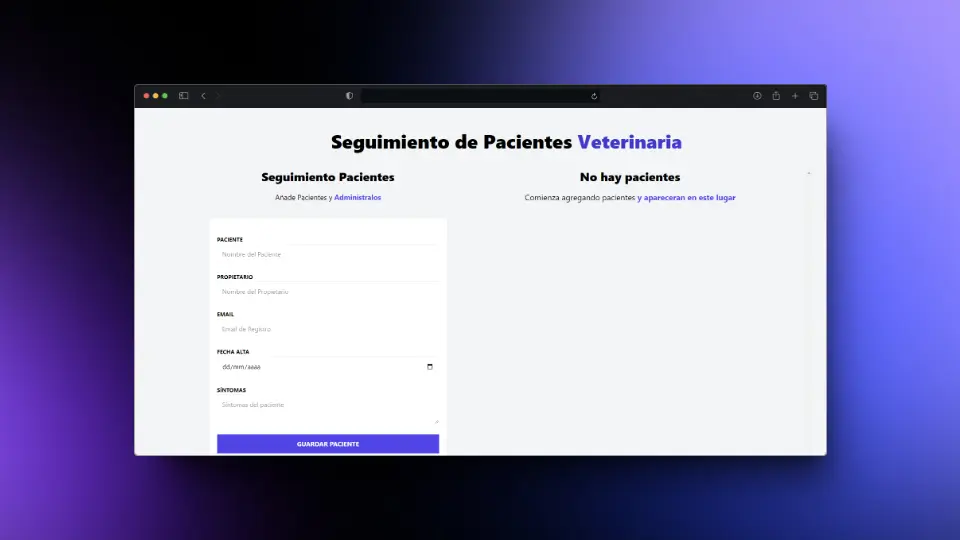 Seguimiento de Pacientes Veterinaria
Seguimiento Pacientes
Añade Pacientes y Administralos
PACIENTE
Nombre del Paciente
PROPIETARIO
Nombre del Propietario
EMAIL
Email de Registro
FECHA ALTA
dd/mm/aaaa
SÍNTOMAS
Síntomas del paciente
GUARDAR PACIENTE
No hay pacientes
Comienza agregando pacientes y apareceran en este lugar